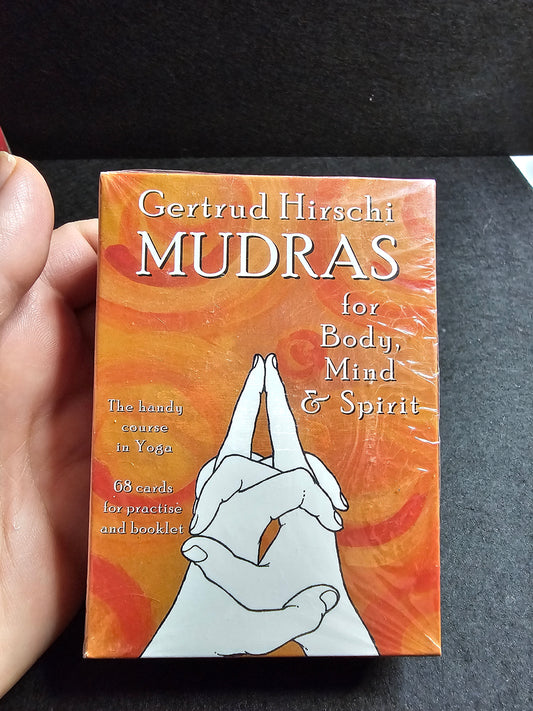 Gertrud Hirschi
MUDRAS
for
Body,
Mind
& Spirit
The handy
course
in Yoga
68 cards
for practise
and booklet